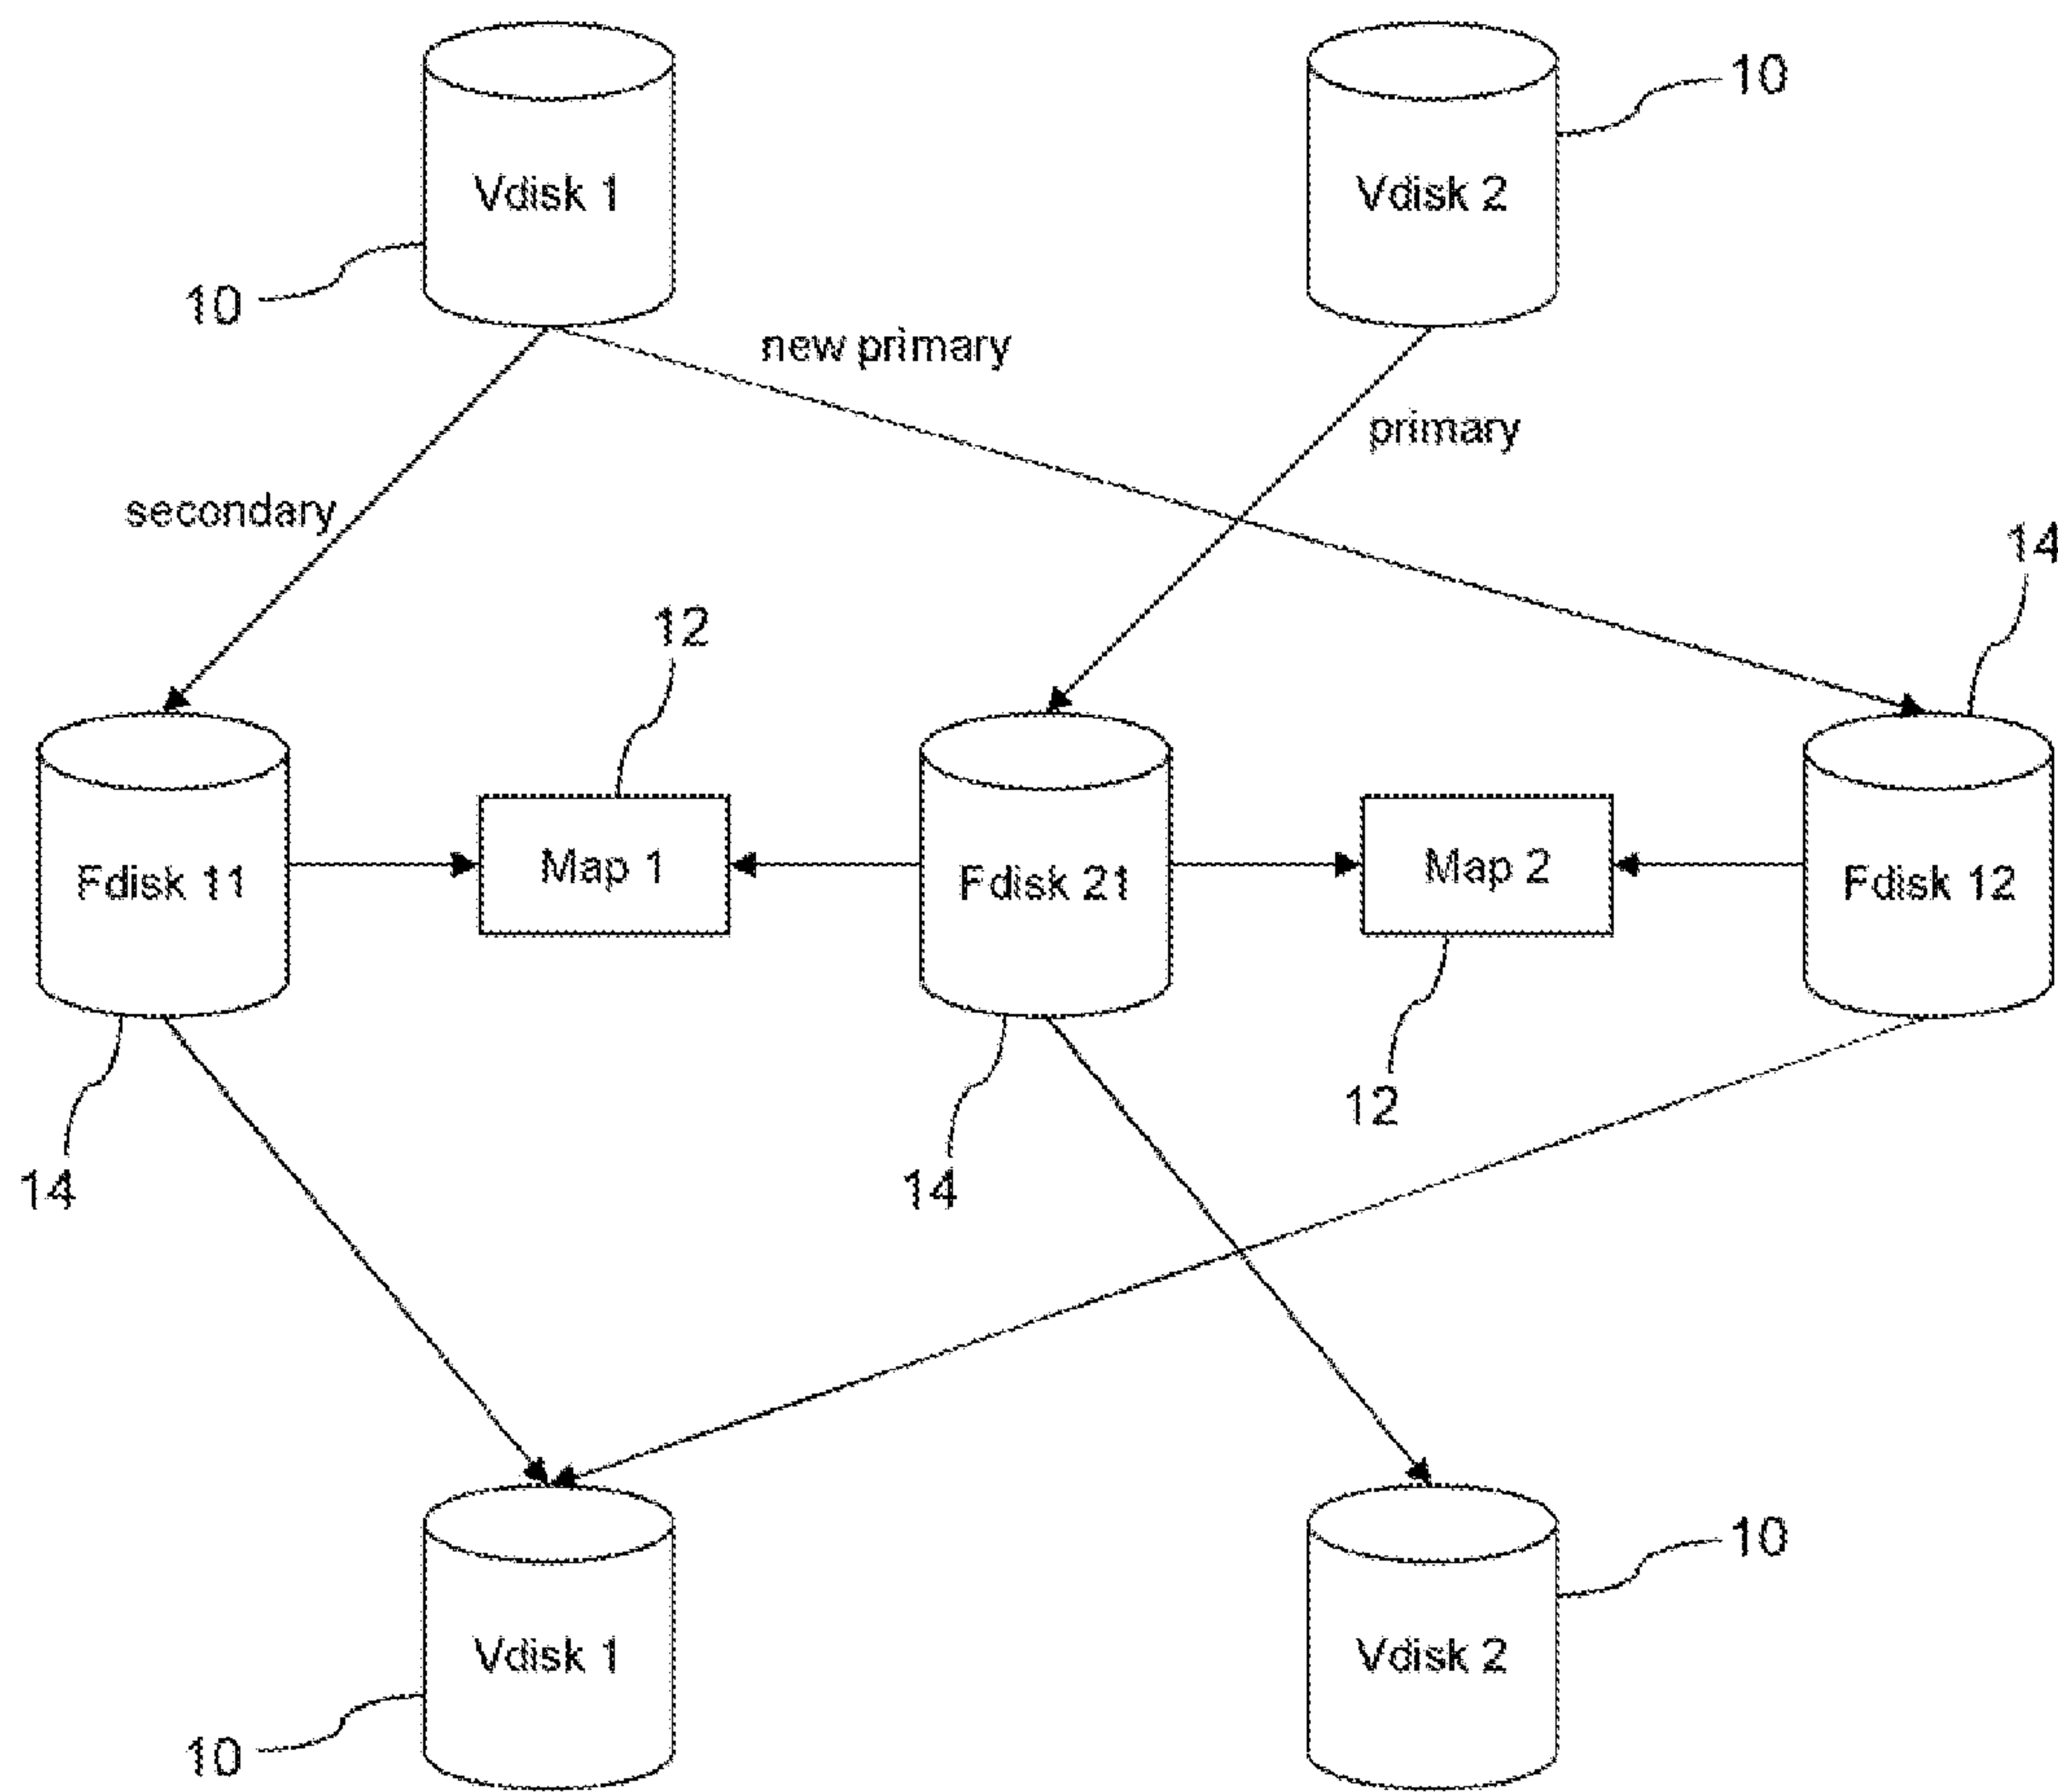 10
Vdisk 1
Vdisk 2
10
new primary
primary
secondary
14
12
Fdisk 11
Map 1
Fdisk 21
Map 2
Fdisk 12
12
14
14
10
Vdisk 1
Vdisk 2
10